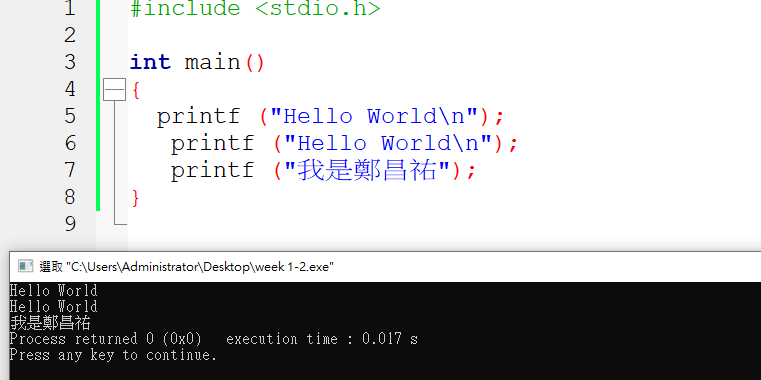 1 #include <stdio.h>
2
3 int main()
4 {
5 printf ("Hello World\n");
6 printf ("Hello World\n");
7 printf ("我是鄭昌祐");
8 }
9
選取 "C:\Users\Administrator\Desktop\week 1-2.exe"
Hello World
Hello World
我是鄭昌祐
Process returned 0 (0x0) execution time : 0.017 s
Press any key to continue.